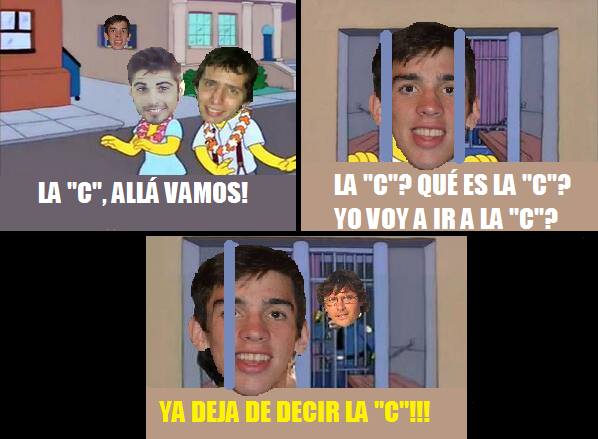 LA "C", ALLÁ VAMOS!
LA "C"? QUÉ ES LA "C"?
YO VOY A IR A LA "C"?
YA DEJA DE DECIR LA "C"!!!